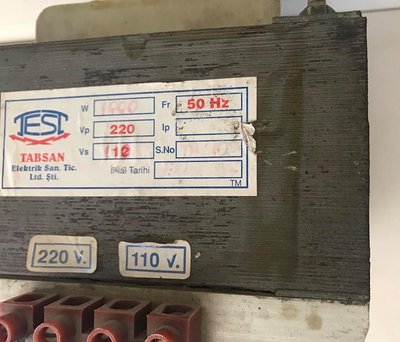 TEST
TABSAN
Elektrik San. Tic.
Ltd. Şti.
W
Fr 50 Hz
Vp 220 Ip
Vs S.No
İmal Tarihi
TM
220 V. 110 V.